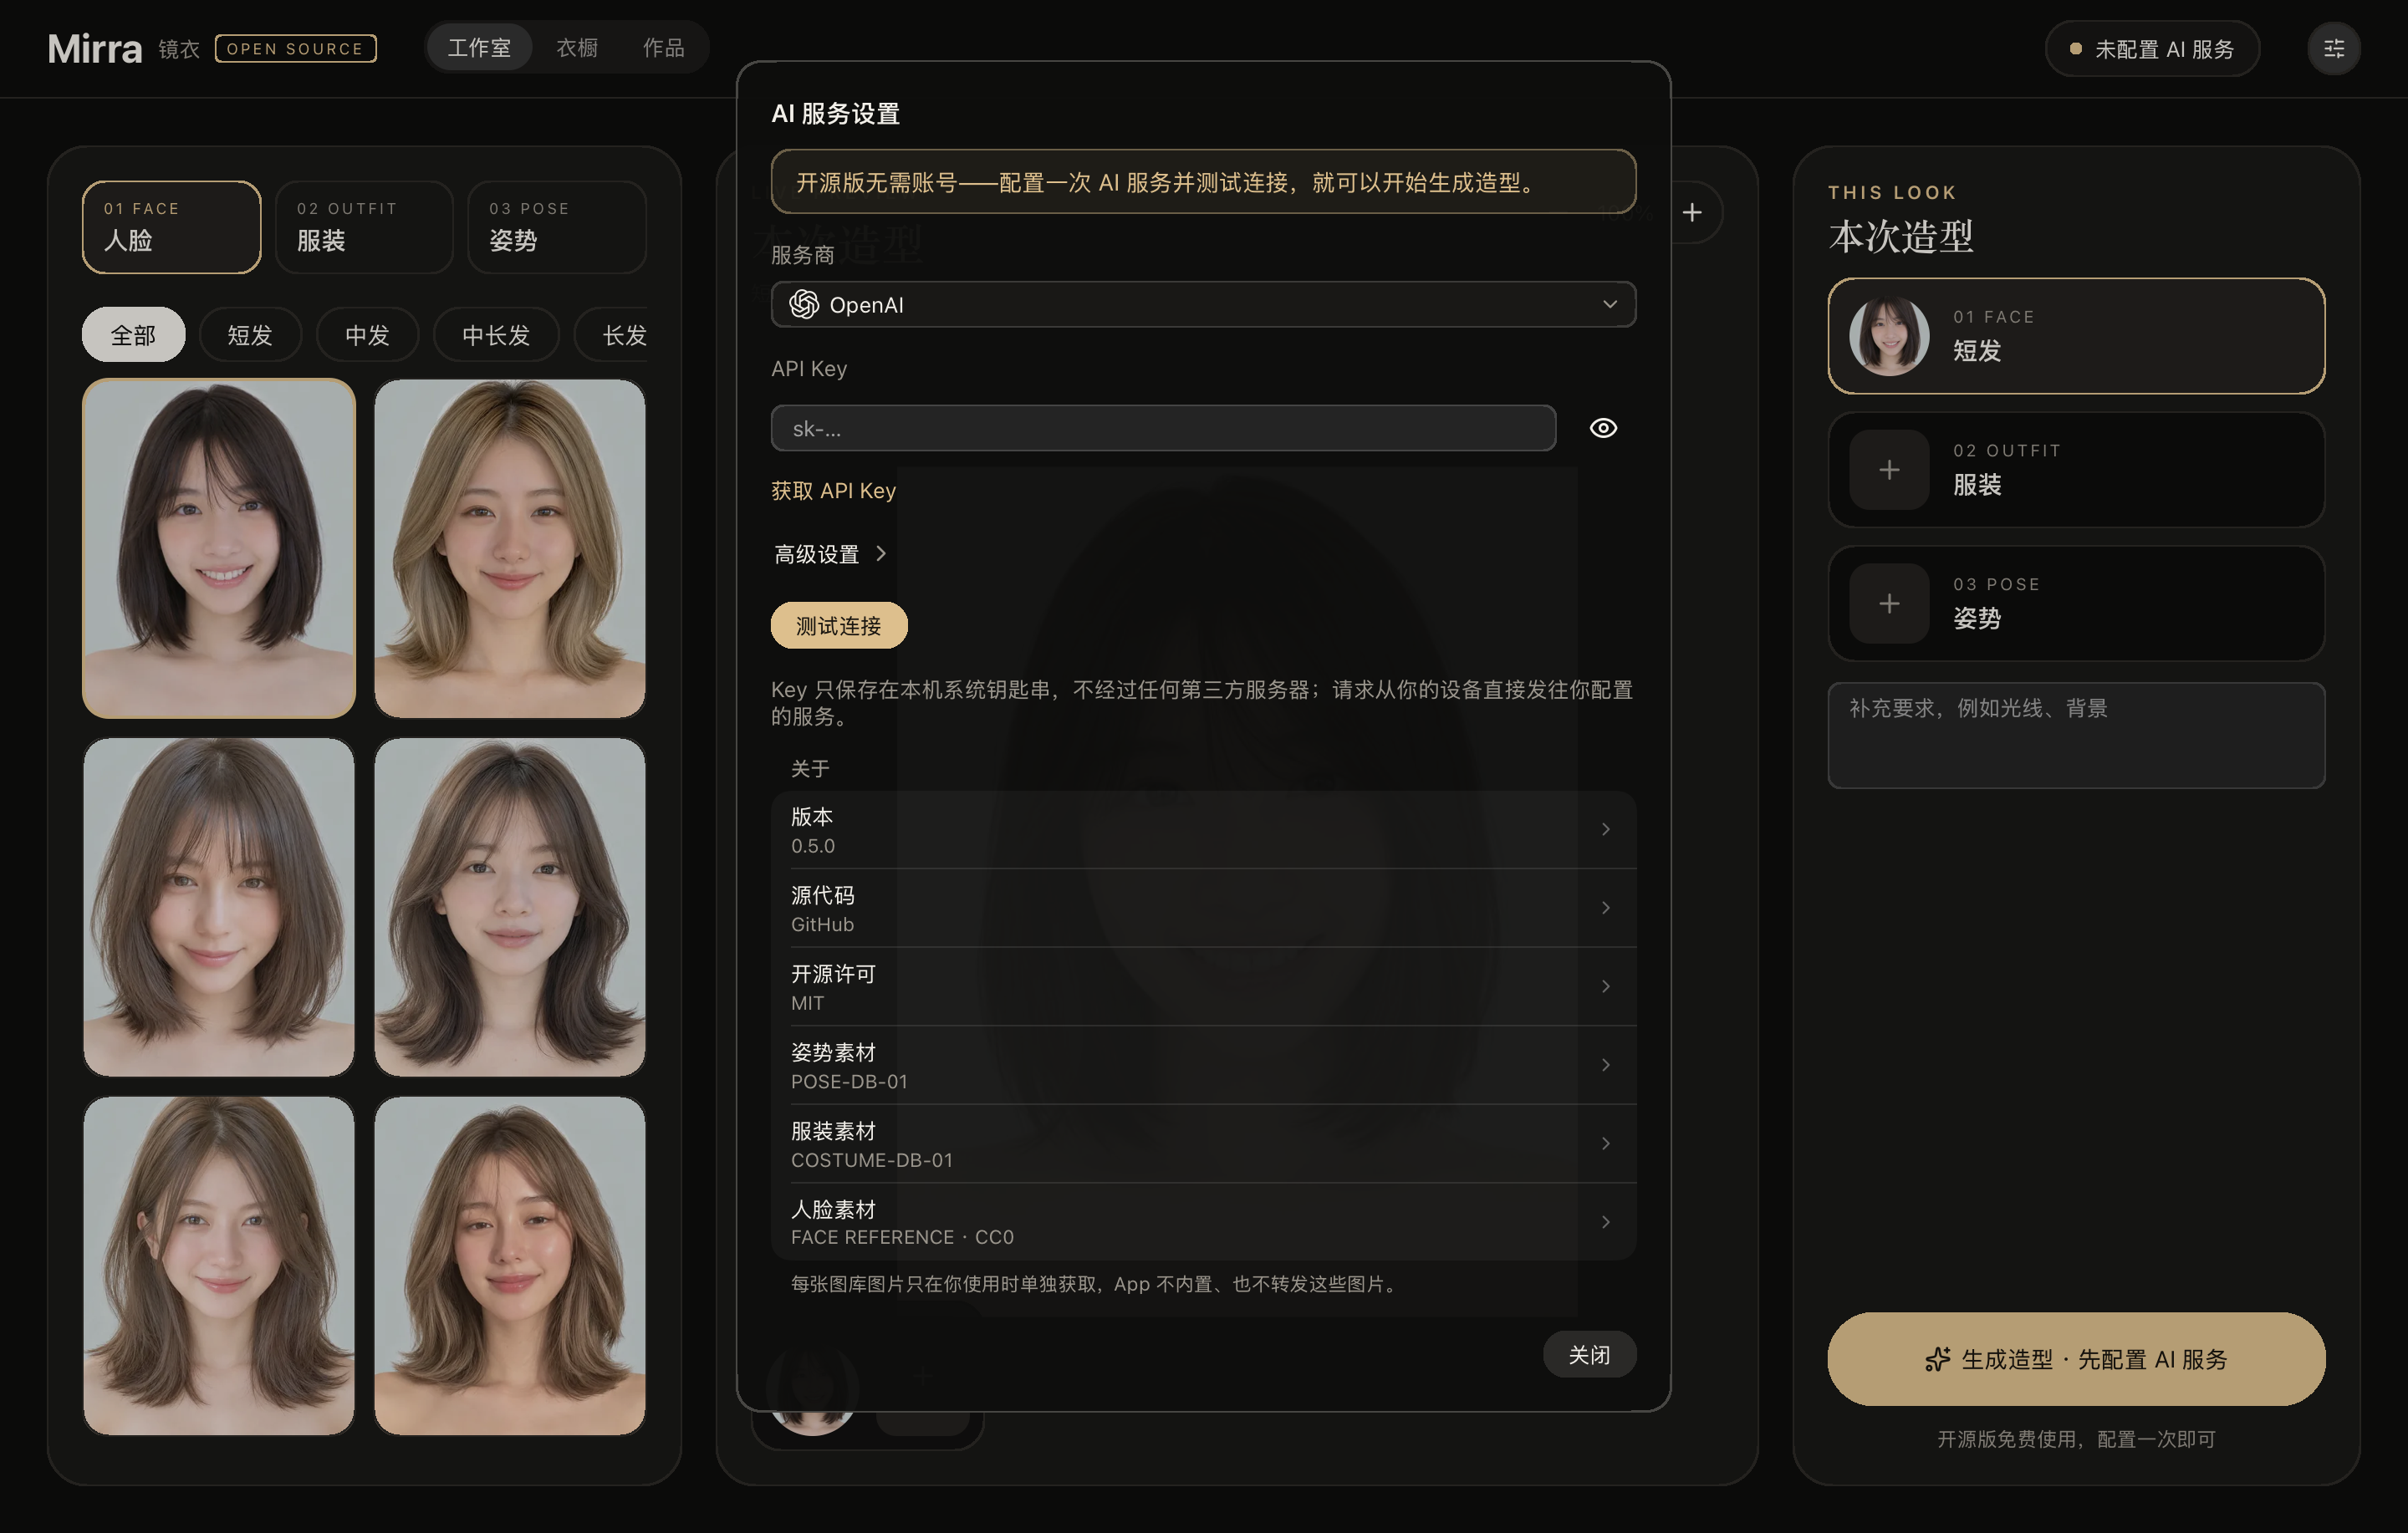 Mirra 镜衣 OPEN SOURCE
工作室 衣橱 作品
未配置 AI 服务
01 FACE
人脸
02 OUTFIT
服装
03 POSE
姿势
全部 短发 中发 中长发 长发
AI 服务设置
开源版无需账号——配置一次 AI 服务并测试连接，就可以开始生成造型。
本次造型
100%
服务商
OpenAI
API Key
sk-...
获取 API Key
高级设置
测试连接
Key 只保存在本机系统钥匙串，不经过任何第三方服务器；请求从你的设备直接发往你配置
的服务。
关于
版本
0.5.0
源代码
GitHub
开源许可
MIT
姿势素材
POSE-DB-01
服装素材
COSTUME-DB-01
人脸素材
FACE REFERENCE · CC0
每张图库图片只在你使用时单独获取，App 不内置、也不转发这些图片。
关闭
THIS LOOK
本次造型
01 FACE
短发
02 OUTFIT
服装
03 POSE
姿势
补充要求，例如光线、背景
生成造型 · 先配置 AI 服务
开源版免费使用，配置一次即可